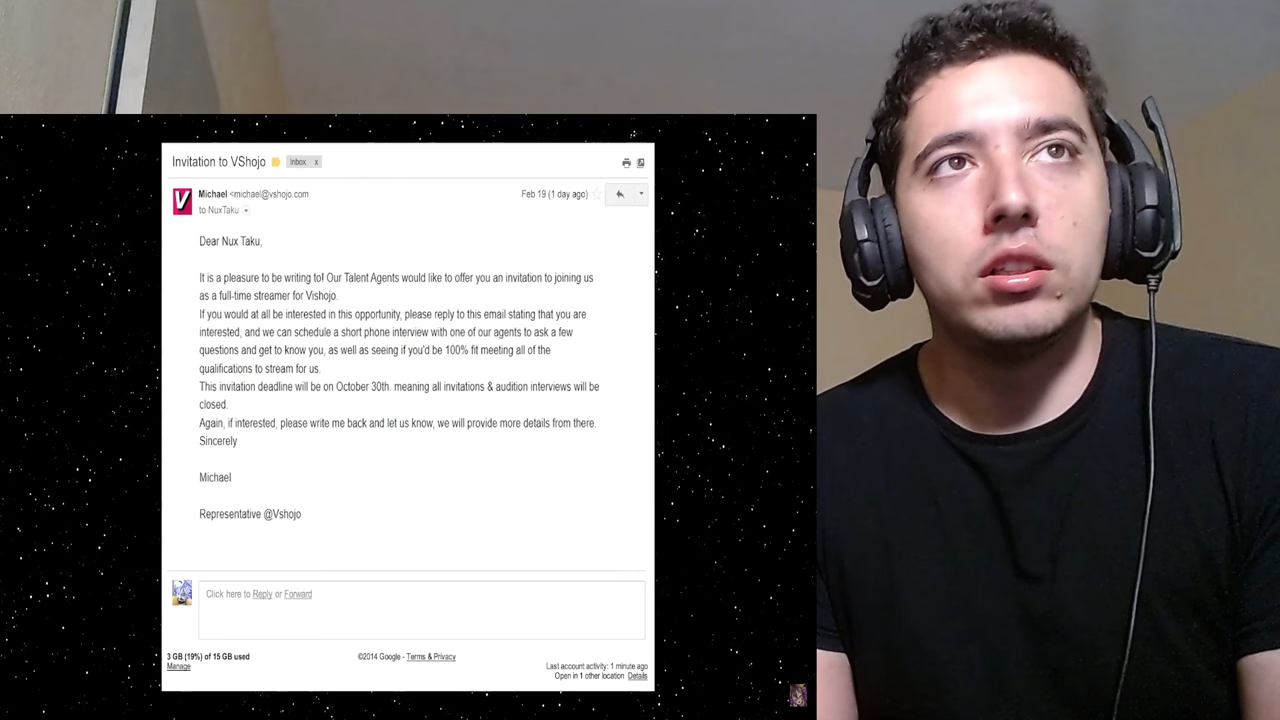 Invitation to VShojo
Inbox x
Michael <michael@vshojo.com
Feb 19 (1 day ago)
to NuxTaku
Dear Nux Taku,
It is a pleasure to be writing to! Our Talent Agents would like to offer you an invitation to joining us
as a full-time streamer for Vishojo.
If you would at all be interested in this opportunity, please reply to this email stating that you are
interested, and we can schedule a short phone interview with one of our agents to ask a few
questions and get to know you, as well as seeing if you'd be 100% fit meeting all of the
qualifications to stream for us.
This invitation deadline will be on October 30th. meaning all invitations & audition interviews will be
closed.
Again, if interested, please write me back and let us know, we will provide more details from there.
Sincerely
Michael
Representative @Vshojo
Click here to Reply or Forward
3 GB (19%) of 15 GB used
Manage
©2014 Google - Terms & Privacy
Last account activity: 1 minute ago
Open in 1 other location Details